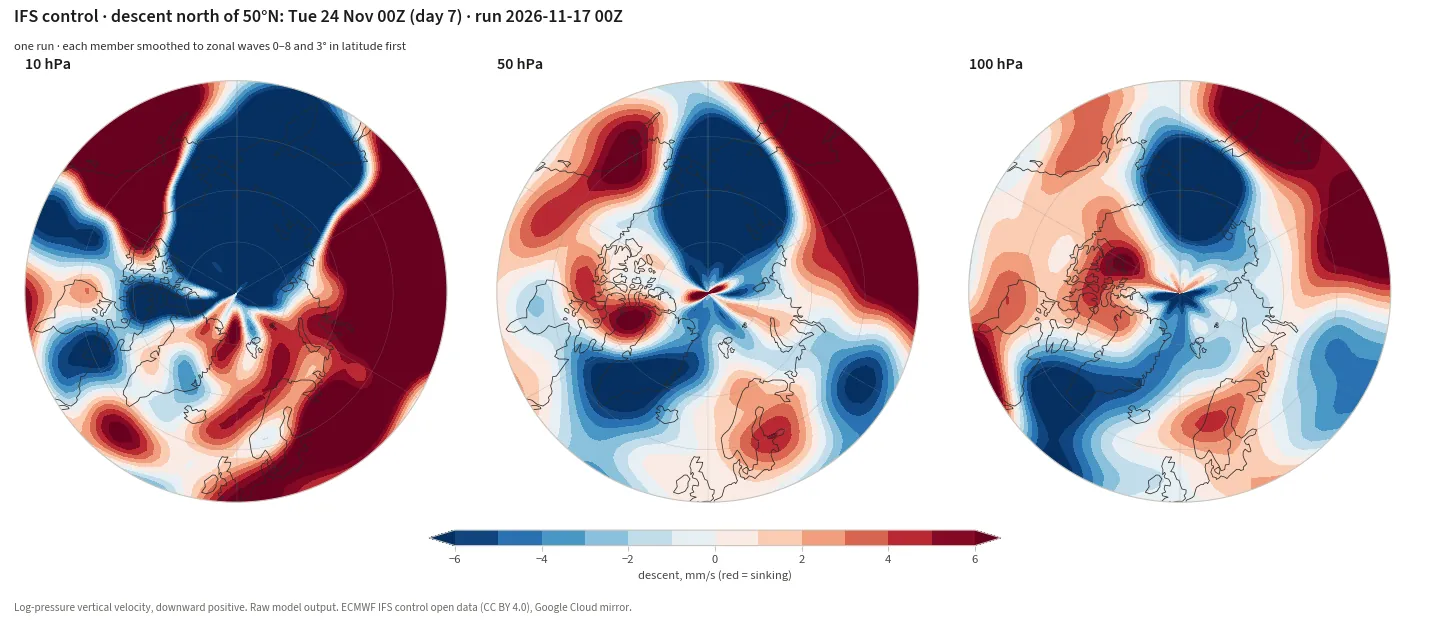 IFS control · descent north of 50°N: Tue 24 Nov 00Z (day 7) · run 2026-11-17 00Z
one run · each member smoothed to zonal waves 0–8 and 3° in latitude first
10 hPa
50 hPa
100 hPa
−6
−4
−2
0
2
4
6
descent, mm/s (red = sinking)
Log-pressure vertical velocity, downward positive. Raw model output. ECMWF IFS control open data (CC BY 4.0), Google Cloud mirror.